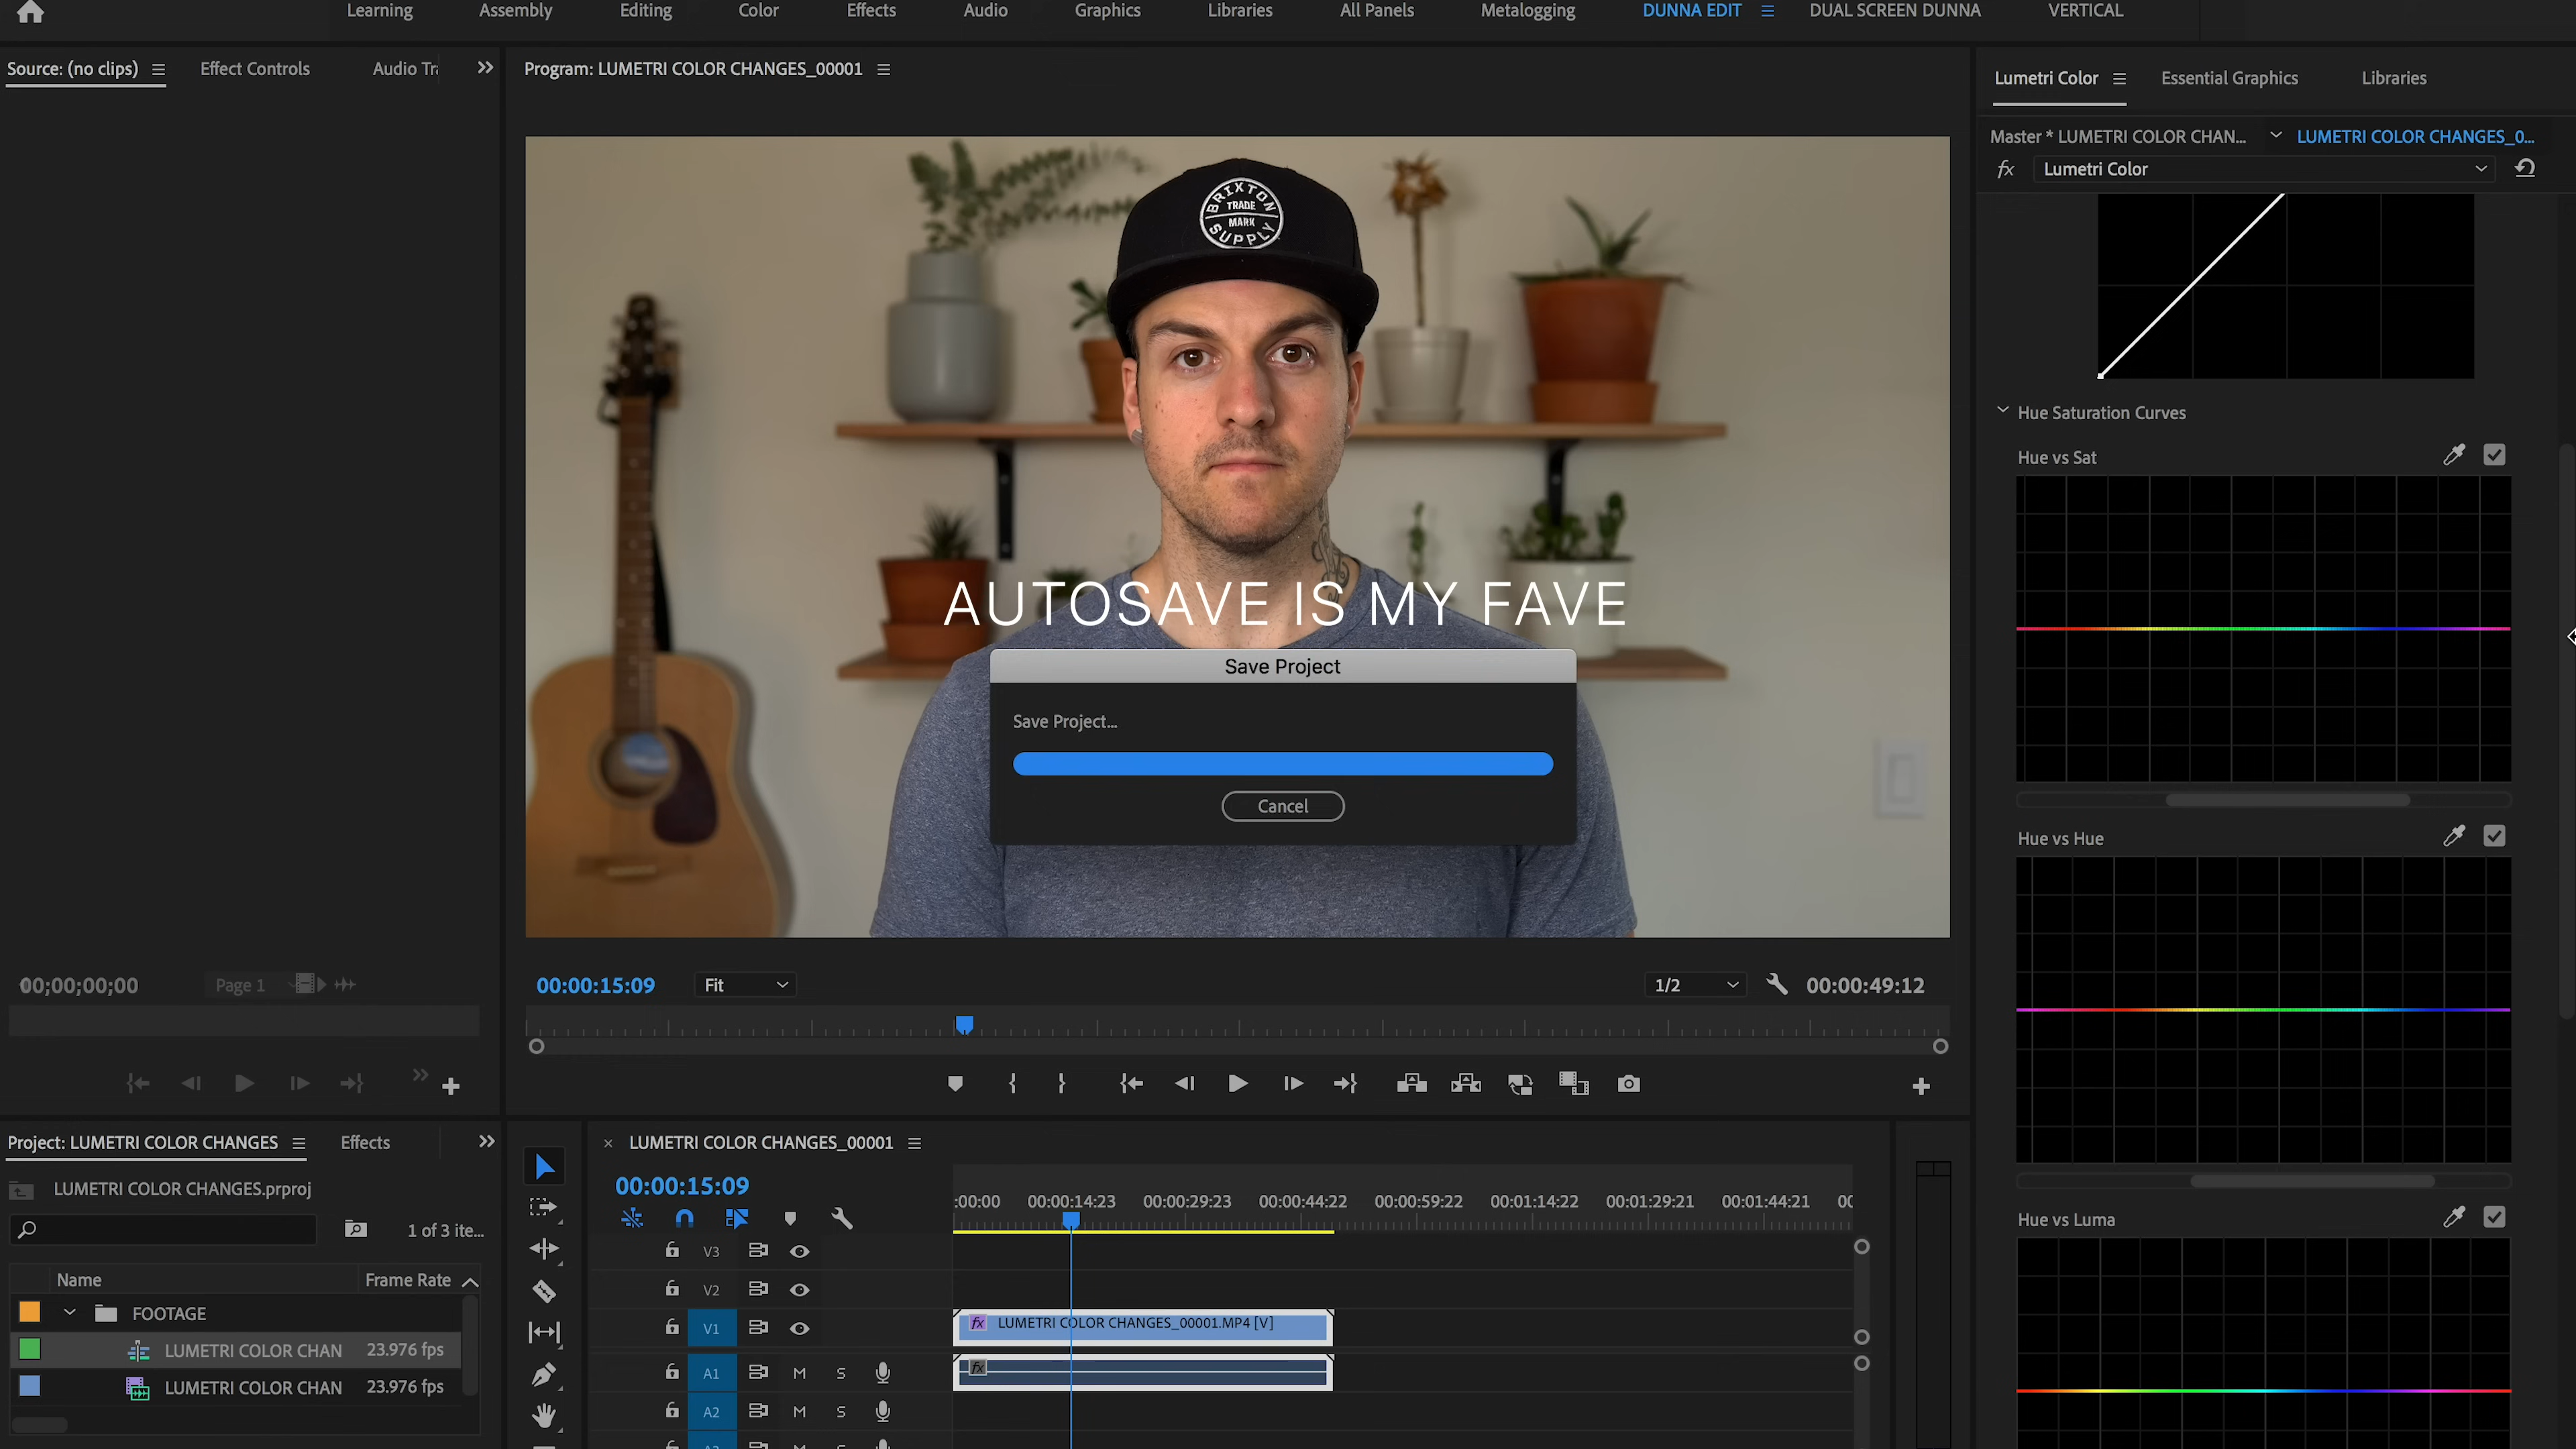 Learning Assembly Editing Color Effects Audio Graphics Libraries All Panels Metalogging DUNNA EDIT DUAL SCREEN DUNNA VERTICAL
Source: (no clips) Effect Controls Audio Tr
Program: LUMETRI COLOR CHANGES_00001
Lumetri Color Essential Graphics Libraries
Master * LUMETRI COLOR CHAN... LUMETRI COLOR CHANGES_0...
fx Lumetri Color
BRIXTON
TRADE
MARK
SUPPLY
Hue Saturation Curves
Hue vs Sat
AUTOSAVE IS MY FAVE
Save Project
Save Project...
Cancel
Hue vs Hue
00;00;00;00 Page 1
00:00:15:09 Fit 1/2 00:00:49:12
Hue vs Luma
Project: LUMETRI COLOR CHANGES Effects
LUMETRI COLOR CHANGES.prproj
1 of 3 ite...
Name Frame Rate
FOOTAGE
LUMETRI COLOR CHAN 23.976 fps
LUMETRI COLOR CHAN 23.976 fps
× LUMETRI COLOR CHANGES_00001
00:00:15:09
:00:00 00:00:14:23 00:00:29:23 00:00:44:22 00:00:59:22 00:01:14:22 00:01:29:21 00:01:44:21 00
V3
V2
V1 fx LUMETRI COLOR CHANGES_00001.MP4 [V]
A1 M S fx
A2 M S